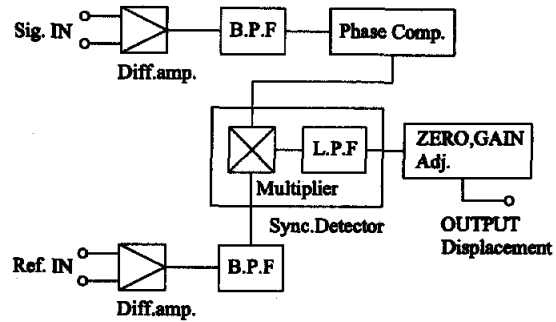 Sig. IN
Diff.amp.
B.P.F
Phase Comp.
Multiplier
L.P.F
Sync.Detector
ZERO,GAIN
Adj.
OUTPUT
Displacement
Ref. IN
Diff.amp.
B.P.F